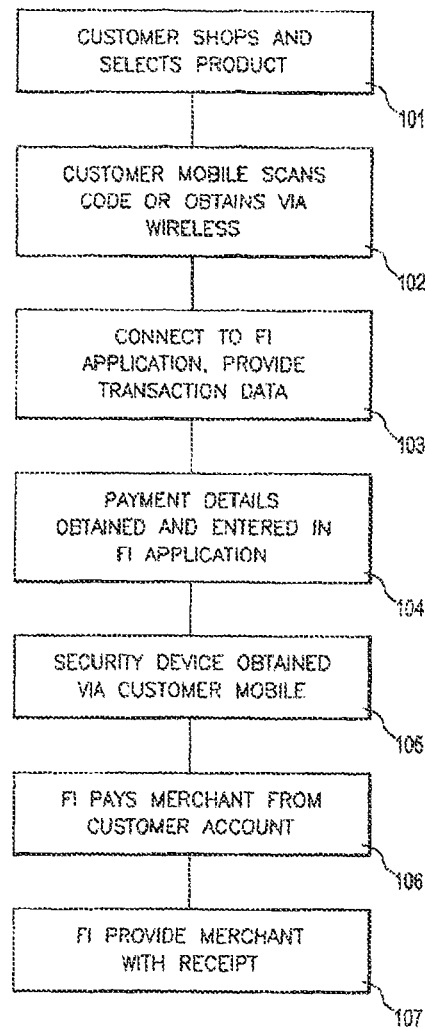 CUSTOMER SHOPS AND
SELECTS PRODUCT
101
CUSTOMER MOBILE SCANS
CODE OR OBTAINS VIA
WIRELESS
102
CONNECT TO FI
APPLICATION, PROVIDE
TRANSACTION DATA
103
PAYMENT DETAILS
OBTAINED AND ENTERED IN
FI APPLICATION
104
SECURITY DEVICE OBTAINED
VIA CUSTOMER MOBILE
105
FI PAYS MERCHANT FROM
CUSTOMER ACCOUNT
106
FI PROVIDE MERCHANT
WITH RECEIPT
107